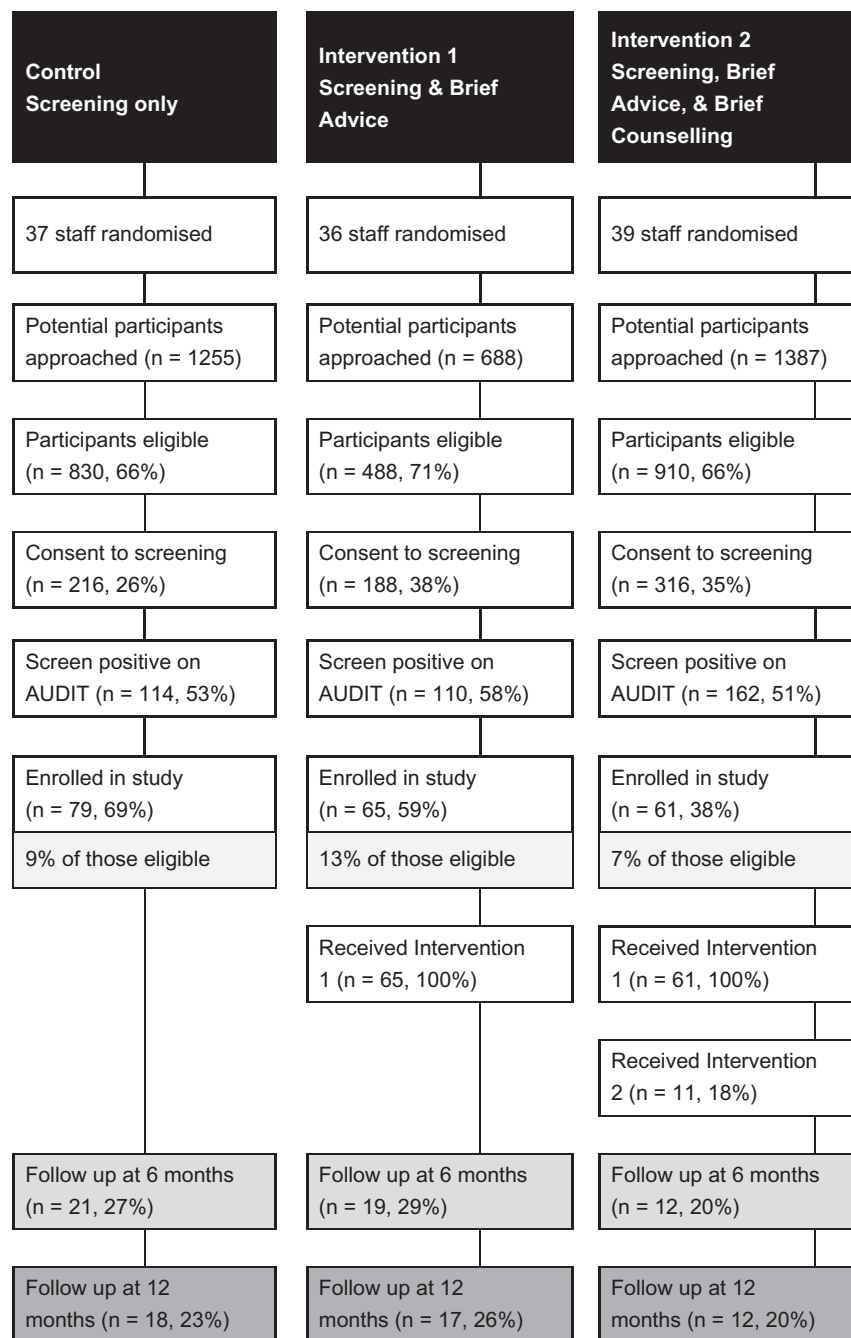 Control
Screening only
Intervention 1
Screening & Brief
Advice
Intervention 2
Screening, Brief
Advice, & Brief
Counselling
37 staff randomised
36 staff randomised
39 staff randomised
Potential participants
approached (n = 1255)
Potential participants
approached (n = 688)
Potential participants
approached (n = 1387)
Participants eligible
(n = 830, 66%)
Participants eligible
(n = 488, 71%)
Participants eligible
(n = 910, 66%)
Consent to screening
(n = 216, 26%)
Consent to screening
(n = 188, 38%)
Consent to screening
(n = 316, 35%)
Screen positive on
AUDIT (n = 114, 53%)
Screen positive on
AUDIT (n = 110, 58%)
Screen positive on
AUDIT (n = 162, 51%)
Enrolled in study
(n = 79, 69%)
Enrolled in study
(n = 65, 59%)
Enrolled in study
(n = 61, 38%)
9% of those eligible
13% of those eligible
7% of those eligible
Received Intervention
1 (n = 65, 100%)
Received Intervention
1 (n = 61, 100%)
Received Intervention
2 (n = 11, 18%)
Follow up at 6 months
(n = 21, 27%)
Follow up at 6 months
(n = 19, 29%)
Follow up at 6 months
(n = 12, 20%)
Follow up at 12
months (n = 18, 23%)
Follow up at 12
months (n = 17, 26%)
Follow up at 12
months (n = 12, 20%)